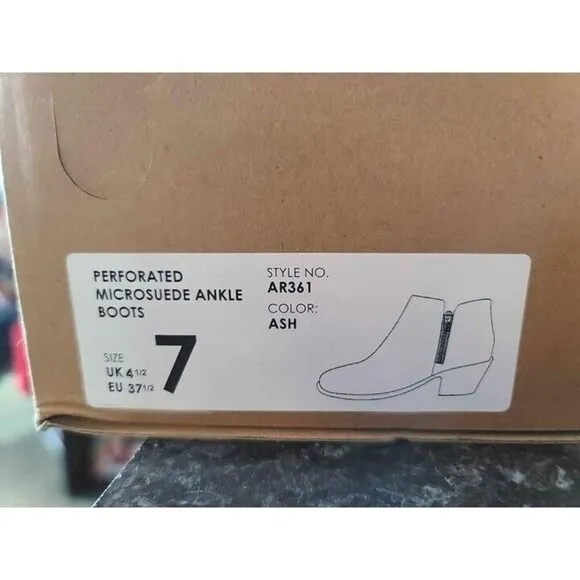 PERFORATED
MICROSUEDE ANKLE
BOOTS
STYLE NO.
AR361
COLOR:
ASH
SIZE
UK 4 1/2
EU 37 1/2
7